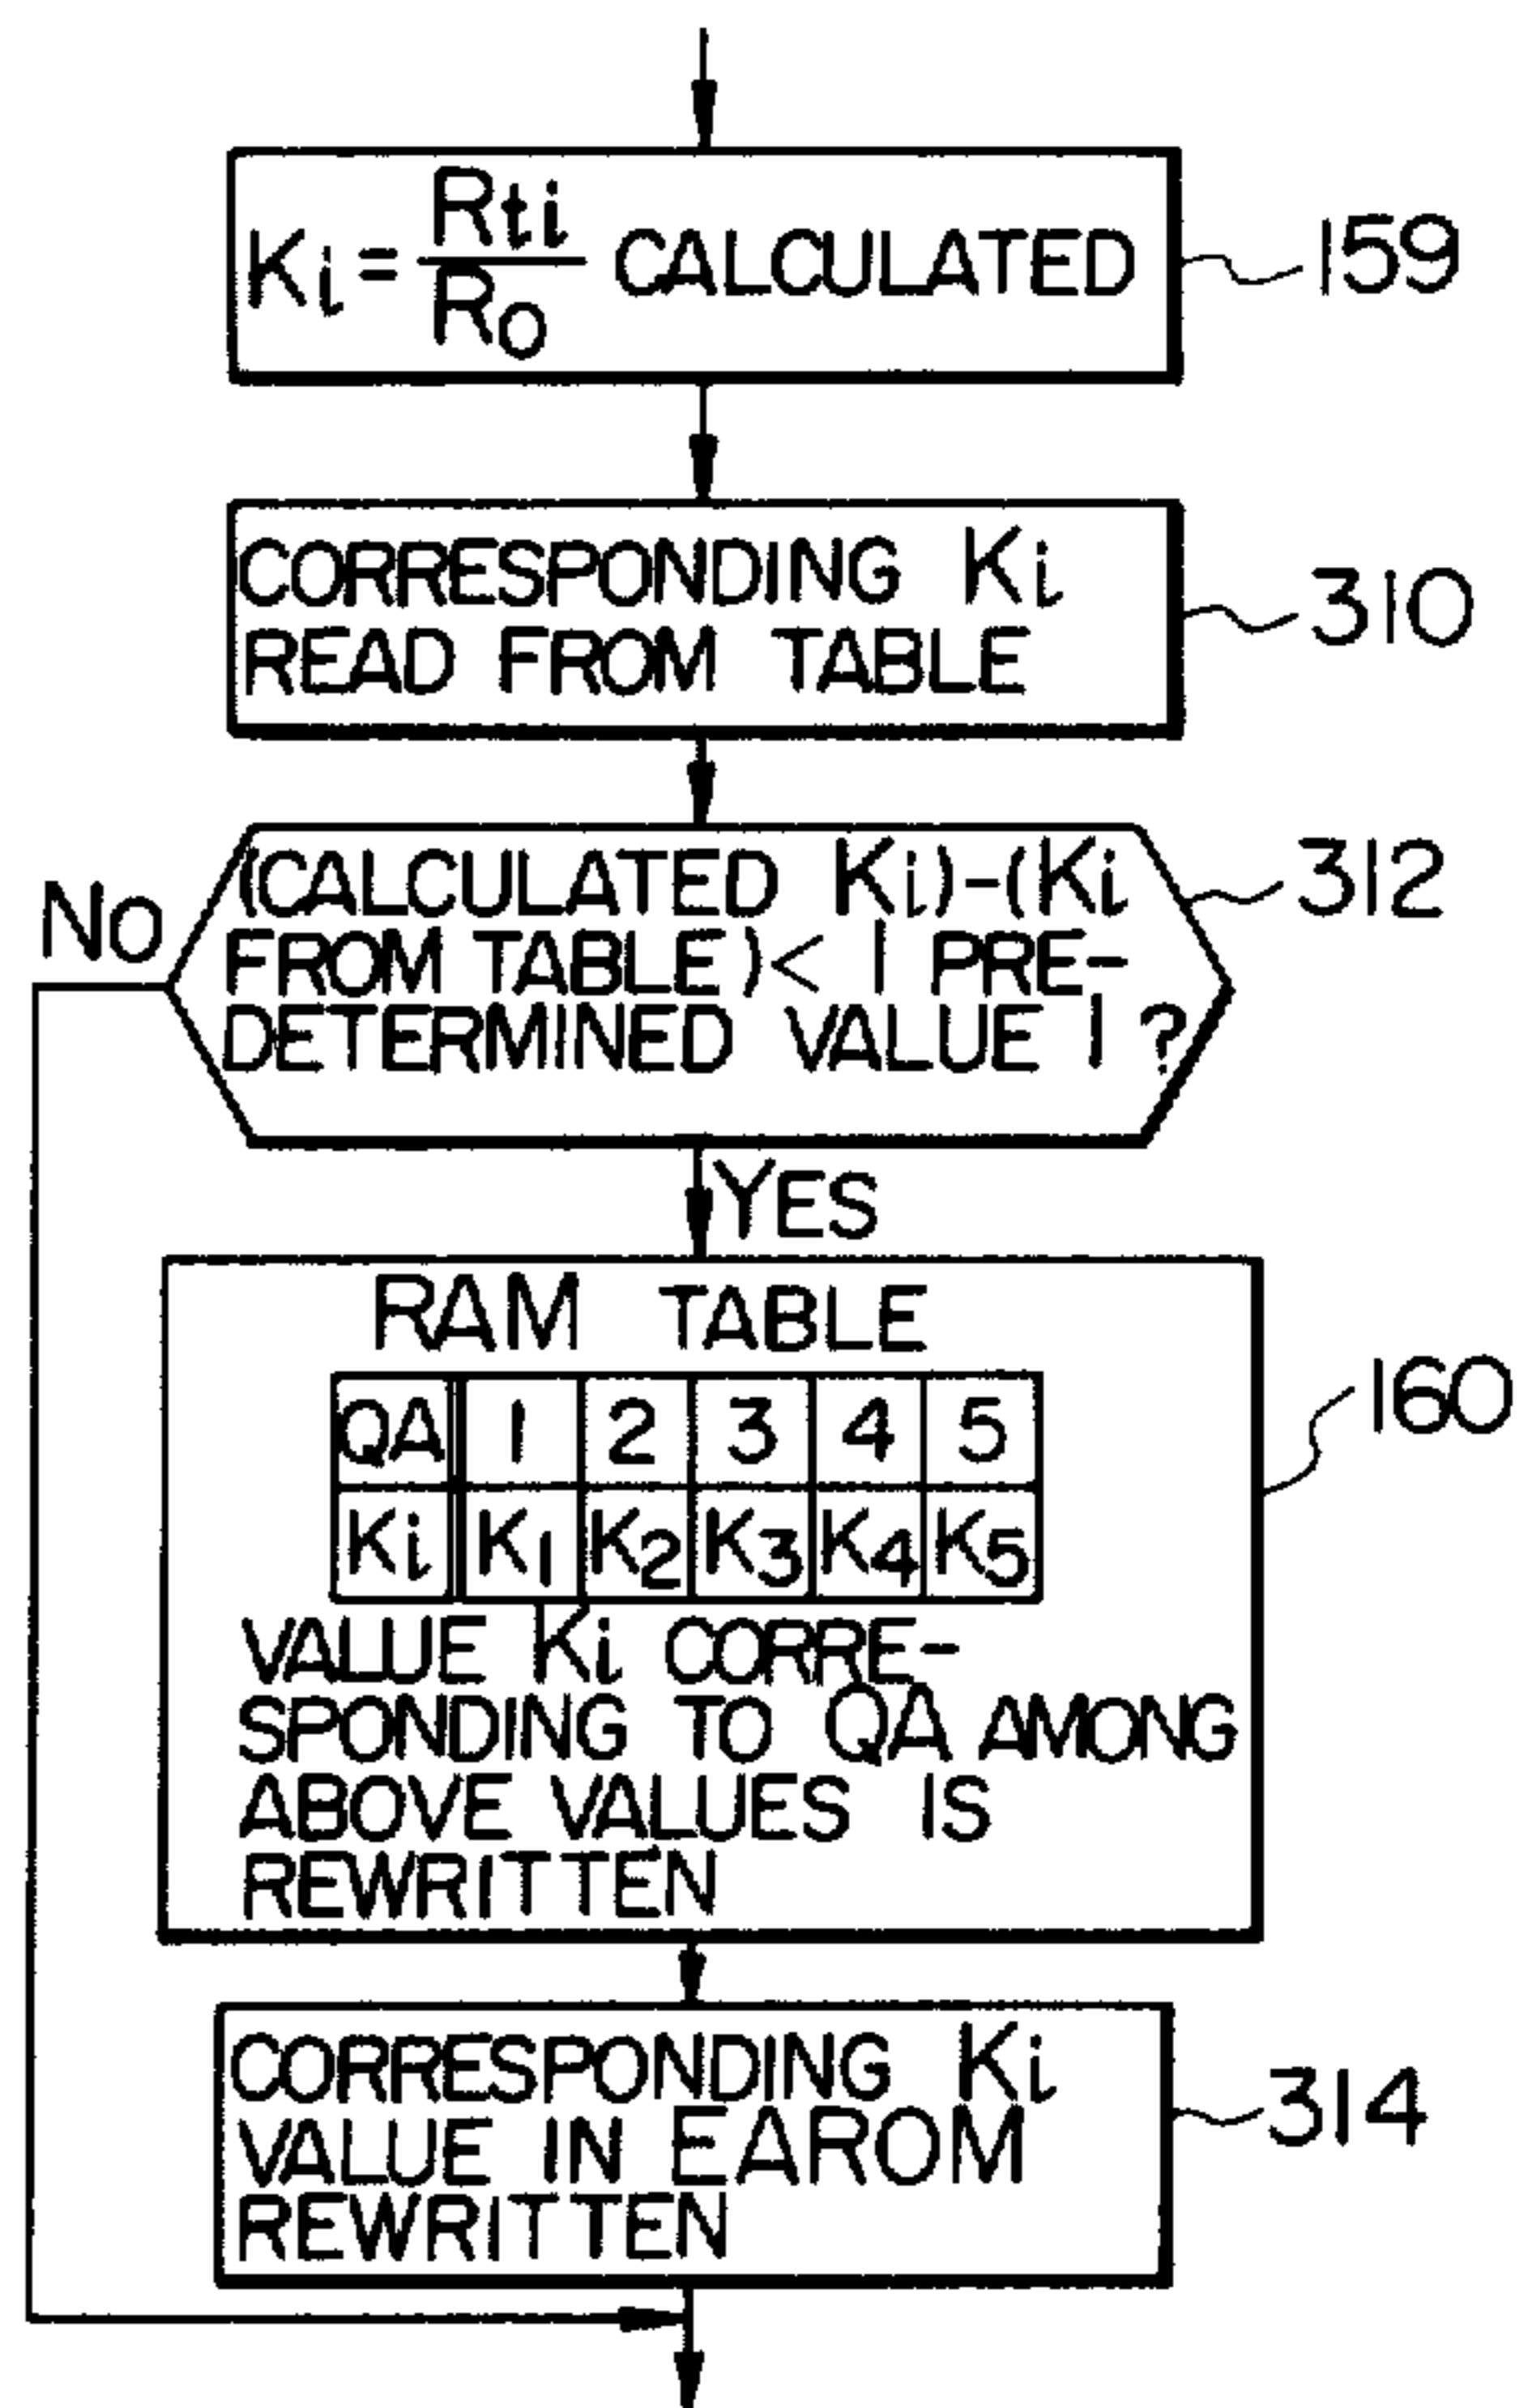 Ki = Rti / Ro CALCULATED
159
CORRESPONDING Ki
READ FROM TABLE
310
(CALCULATED Ki)-(Ki
FROM TABLE)< | PRE-
DETERMINED VALUE | ?
312
NO
YES
RAM TABLE
QA 1 2 3 4 5
Ki K1 K2 K3 K4 K5
VALUE Ki CORRE-
SPONDING TO QA AMONG
ABOVE VALUES IS
REWRITTEN
160
CORRESPONDING Ki
VALUE IN EAROM
REWRITTEN
314